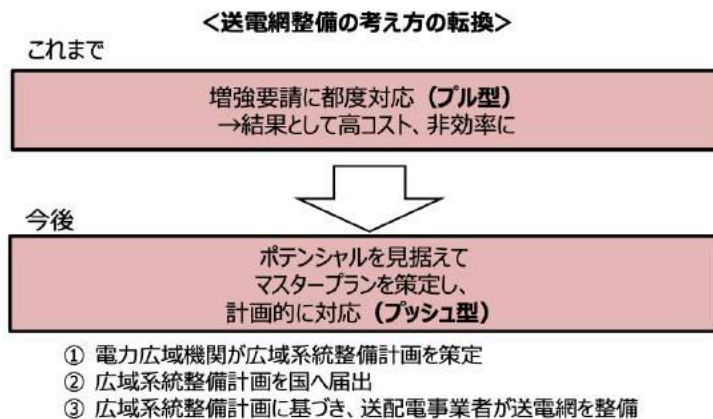 ＜送電網整備の考え方の転換＞
これまで
増強要請に都度対応（プル型）
→結果として高コスト、非効率に
今後
ポテンシャルを見据えて
マスタープランを策定し、
計画的に対応（プッシュ型）
① 電力広域機関が広域系統整備計画を策定
② 広域系統整備計画を国へ届出
③ 広域系統整備計画に基づき、送配電事業者が送電網を整備